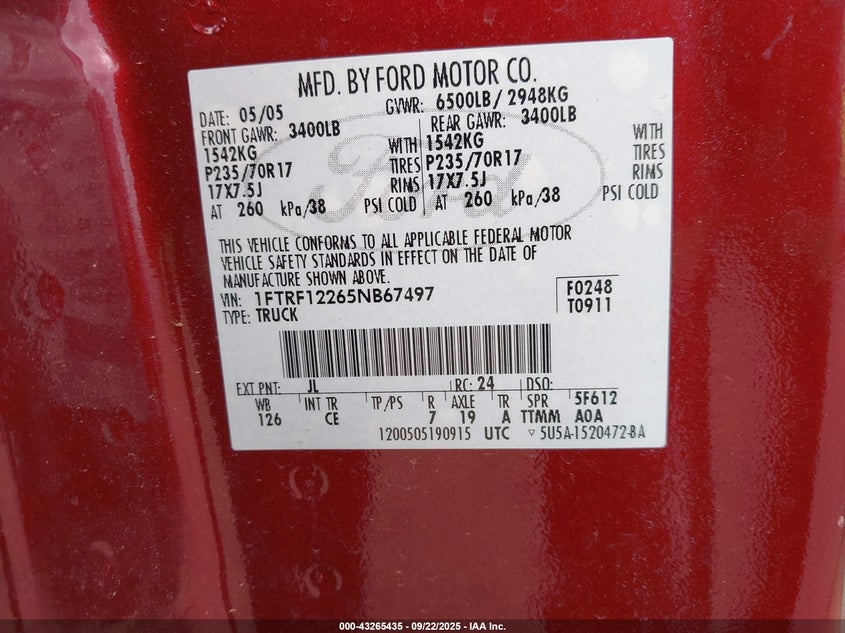 MFD. BY FORD MOTOR CO.
DATE: 05/05 GVWR: 6500LB/ 2948KG
FRONT GAWR: 3400LB REAR GAWR: 3400LB WITH
1542KG WITH 1542KG TIRES
P235/70R17 TIRES P235/70R17 RIMS
17X7.5J RIMS 17X7.5J PSI COLD
AT 260 kPa/38 PSI COLD AT 260 kPa/38
Ford
THIS VEHICLE CONFORMS TO ALL APPLICABLE FEDERAL MOTOR
VEHICLE SAFETY STANDARDS IN EFFECT ON THE DATE OF
MANUFACTURE SHOWN ABOVE.
VIN: 1FTRF12265NB67497 F0248
TYPE: TRUCK T0911
EXT PNT: JL RC: 24 DSO:
WB INT TR TP/PS R AXLE TR SPR 5F612
126 CE 7 19 A TTMM AOA
1200505190915 UTC ▽ 5U5A-1520472-BA
000-43265435 - 09/22/2025 - IAA Inc.